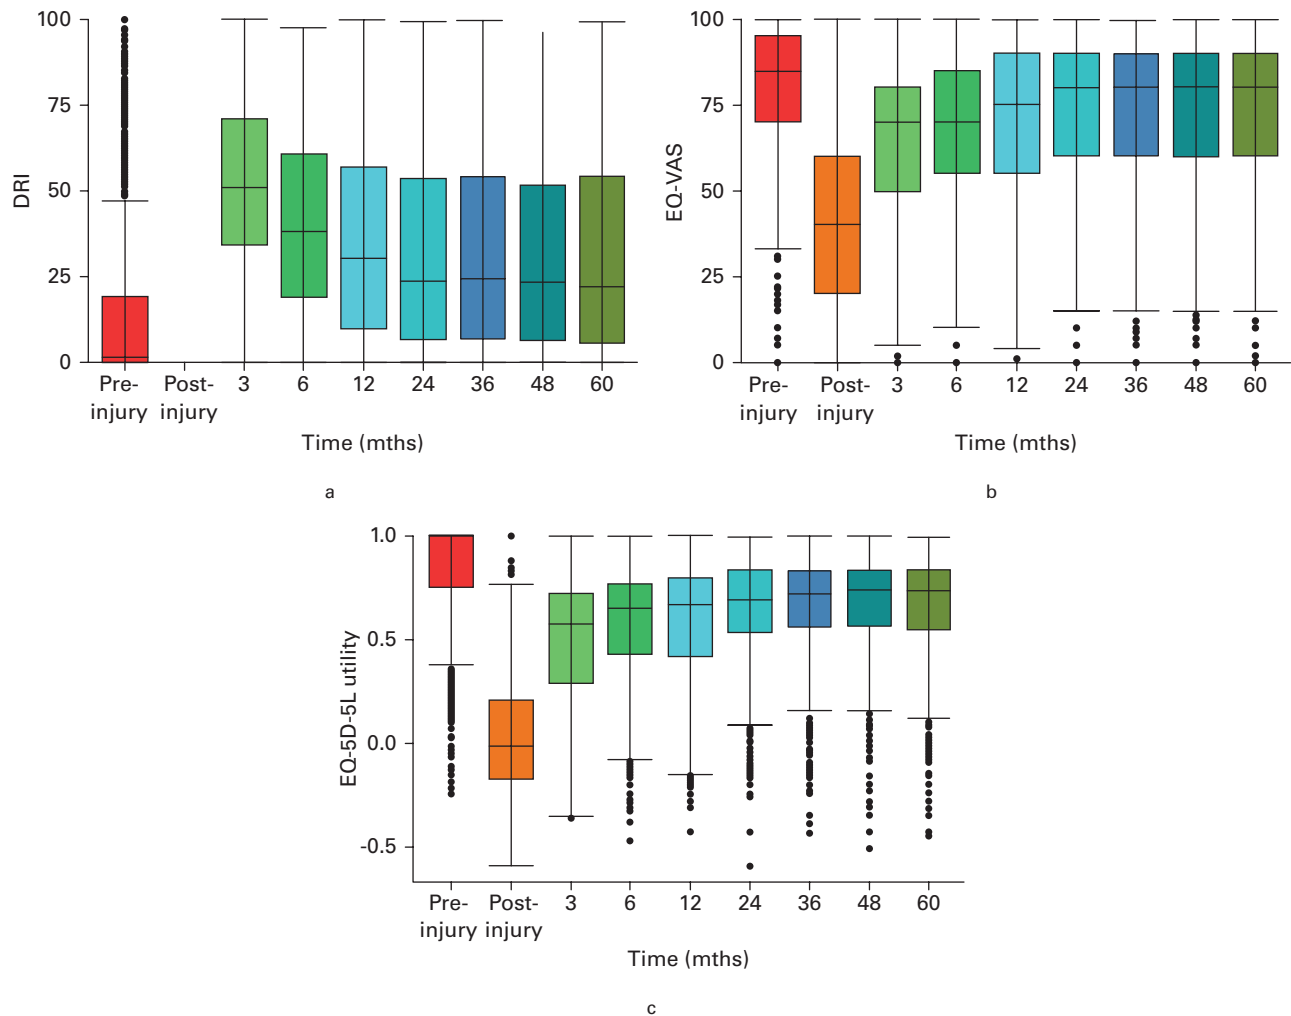 100
75
50
25
0
DRI
Pre-injury
Post-injury
3
6
12
24
36
48
60
Time (mths)
a
100
75
50
25
0
EQ-VAS
Pre-injury
Post-injury
3
6
12
24
36
48
60
Time (mths)
b
1.0
0.5
0.0
-0.5
EQ-5D-5L utility
Pre-injury
Post-injury
3
6
12
24
36
48
60
Time (mths)
c